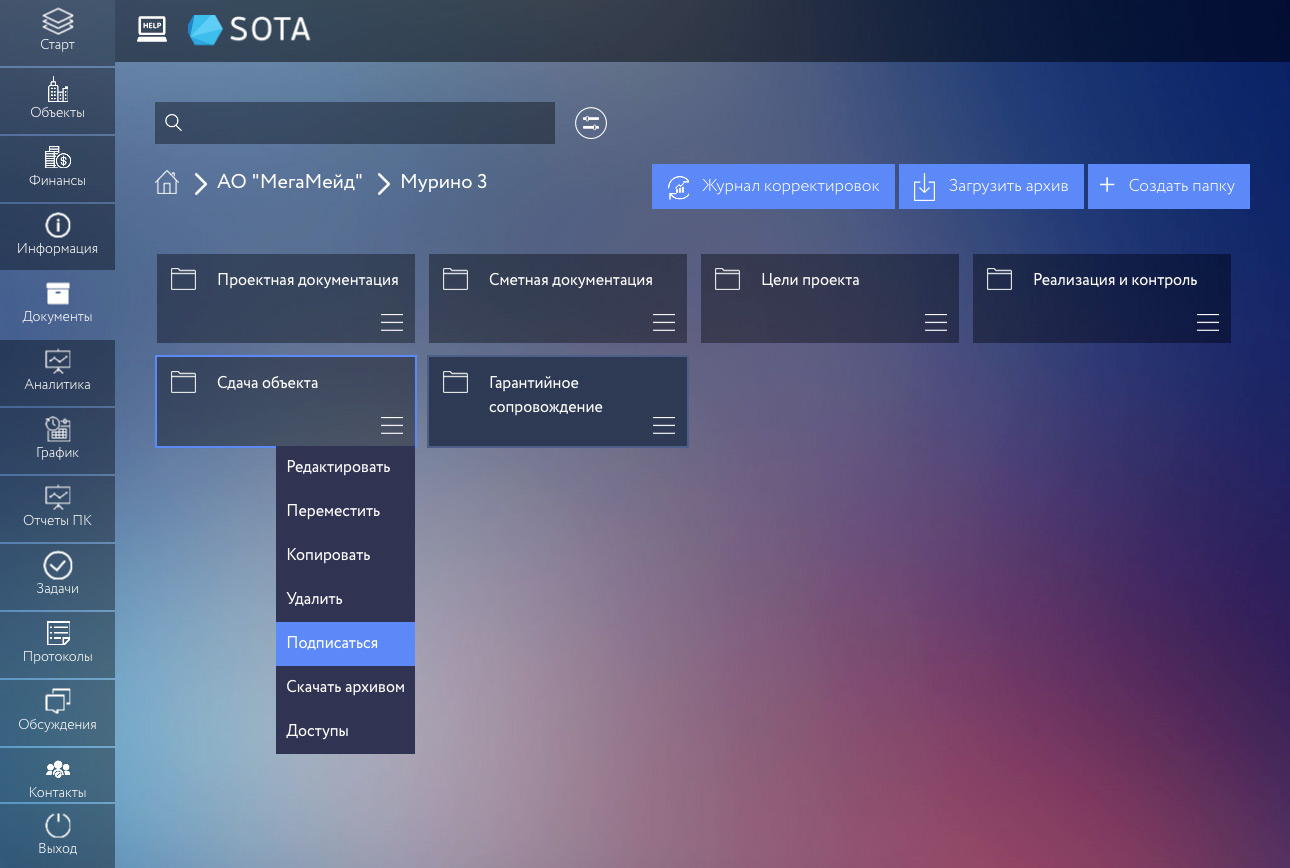 Старт
HELP
SOTA
Объекты
Финансы
Информация
Документы
Аналитика
График
Отчеты ПК
Задачи
Протоколы
Обсуждения
Контакты
Выход
АО "МегаМейд" Мурино 3
Журнал корректировок
Загрузить архив
+ Создать папку
Проектная документация
Сметная документация
Цели проекта
Реализация и контроль
Сдача объекта
Гарантийное
сопровождение
Редактировать
Переместить
Копировать
Удалить
Подписаться
Скачать архивом
Доступы